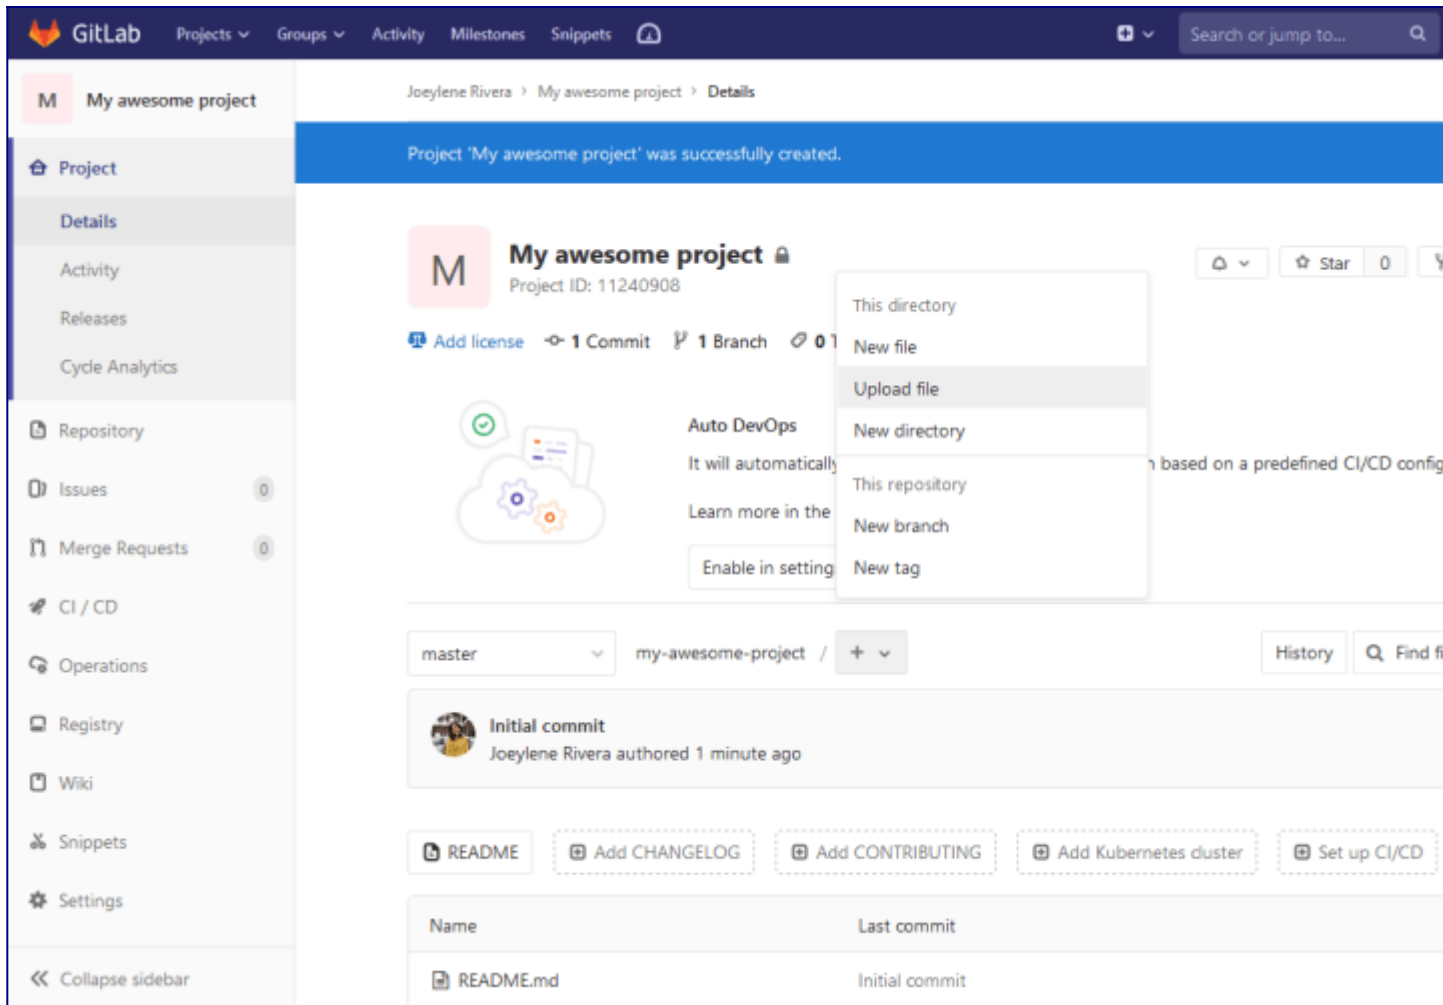 GitLab Projects Groups Activity Milestones Snippets Search or jump to...
M My awesome project
Project
Details
Activity
Releases
Cycle Analytics
Repository
Issues 0
Merge Requests 0
CI / CD
Operations
Registry
Wiki
Snippets
Settings
Collapse sidebar
Joeylene Rivera > My awesome project > Details
Project 'My awesome project' was successfully created.
M My awesome project
Project ID: 11240908
Star 0
Add license 1 Commit 1 Branch 0
This directory
New file
Upload file
New directory
This repository
New branch
New tag
Auto DevOps
It will automatically based on a predefined CI/CD config
Learn more in the
Enable in setting
master my-awesome-project / + History Find
Initial commit
Joeylene Rivera authored 1 minute ago
README Add CHANGELOG Add CONTRIBUTING Add Kubernetes cluster Set up CI/CD
Name Last commit
README.md Initial commit